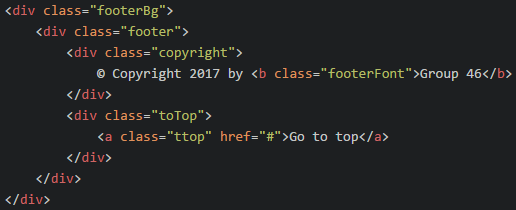 <div class="footerBg">
    <div class="footer">
        <div class="copyright">
            © Copyright 2017 by <b class="footerFont">Group 46</b>
        </div>
        <div class="toTop">
            <a class="ttop" href="#">Go to top</a>
        </div>
    </div>
</div>